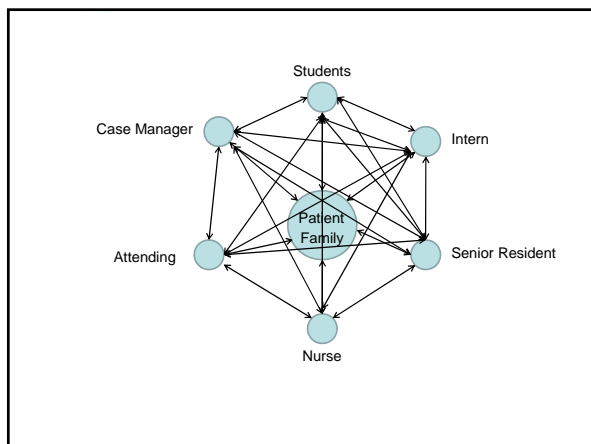 Students
Case Manager
Intern
Patient
Family
Attending
Senior Resident
Nurse